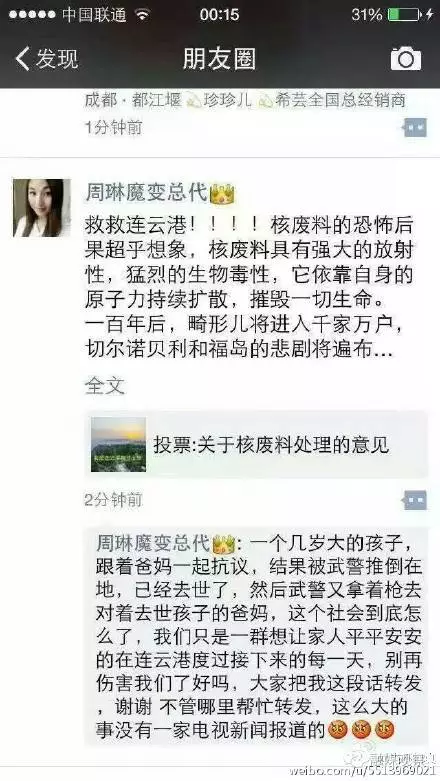 中国联通 00:15 31%
发现 朋友圈
成都·都江堰💫珍珍儿💫希芸全国总经销商
1分钟前
周琳魔变总代👑
救救连云港！！！！核废料的恐怖后
果超乎想象，核废料具有强大的放射
性，猛烈的生物毒性，它依靠自身的
原子力持续扩散，摧毁一切生命。
一百年后，畸形儿将进入千家万户，
切尔诺贝利和福岛的悲剧将遍布...
全文
投票:关于核废料处理的意见
2分钟前
周琳魔变总代👑: 一个几岁大的孩子，
跟着爸妈一起抗议，结果被武警推倒在
地，已经去世了，然后武警又拿着枪去
对着去世孩子的爸妈，这个社会到底怎
么了，我们只是一群想让家人平平安安
的在连云港度过接下来的每一天，别再
伤害我们了好吗，大家把我这段话转发
，谢谢 不管哪里帮忙转发，这么大的
事没有一家电视新闻报道的😡😡😡
weibo.com/u/5513969021